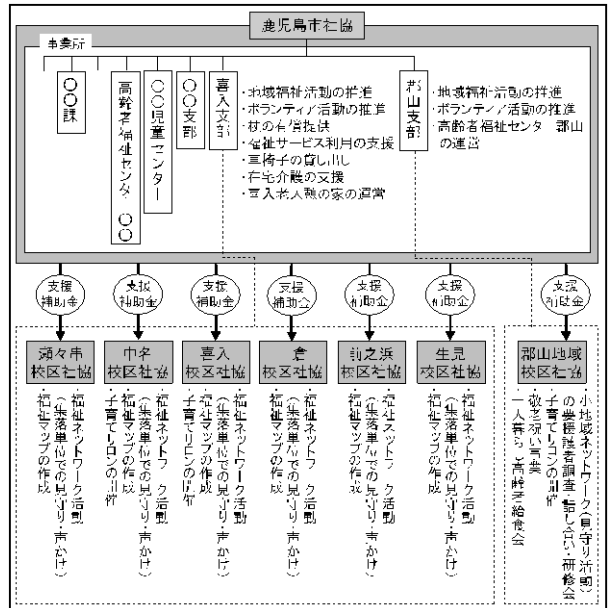 鹿児島市社協
事業所
〇〇課
高齢者福祉センター 〇〇
〇〇児童センター
〇〇支部
喜入支部
・地域福祉活動の推進
・ボランティア活動の推進
・福祉サービス利用の支援
・車椅子の貸し出し
・在宅介護の支援
・喜入老人憩の家の運営
郡山支部
・地域福祉活動の推進
・ボランティア活動の推進
・高齢者福祉センター郡山
の運営
支援
補助金
支援
補助金
支援
補助金
支援
補助金
支援
補助金
支援
補助金
支援
補助金
瀬々串
校区社協
・福祉ネットワーク活動
(集落単位での見守り・声かけ)
・福祉マップの作成
中名
校区社協
・福祉ネットワーク活動
(集落単位での見守り・声かけ)
・福祉マップの作成
・子育てサロンの開催
喜入
校区社協
・福祉ネットワーク活動
(集落単位での見守り・声かけ)
・福祉マップの作成
・子育てサロンの開催
一倉
校区社協
・福祉ネットワーク活動
(集落単位での見守り・声かけ)
・福祉マップの作成
前之浜
校区社協
・福祉ネットワーク活動
(集落単位での見守り・声かけ)
・福祉マップの作成
生見
校区社協
・福祉ネットワーク活動
(集落単位での見守り・声かけ)
・福祉マップの作成
郡山地域
校区社協
・小地域ネットワーク(見守り活動)
の要援護者調査・話し合い・研修会
・子育てサロンの開催
・敬老祝い事業
・一人暮らし高齢者給食会